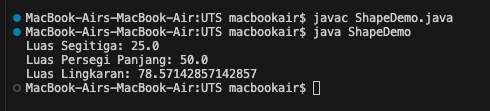 MacBook-Airs-MacBook-Air:UTS macbookair$ javac ShapeDemo.java
MacBook-Airs-MacBook-Air:UTS macbookair$ java ShapeDemo
Luas Segitiga: 25.0
Luas Persegi Panjang: 50.0
Luas Lingkaran: 78.57142857142857
MacBook-Airs-MacBook-Air:UTS macbookair$